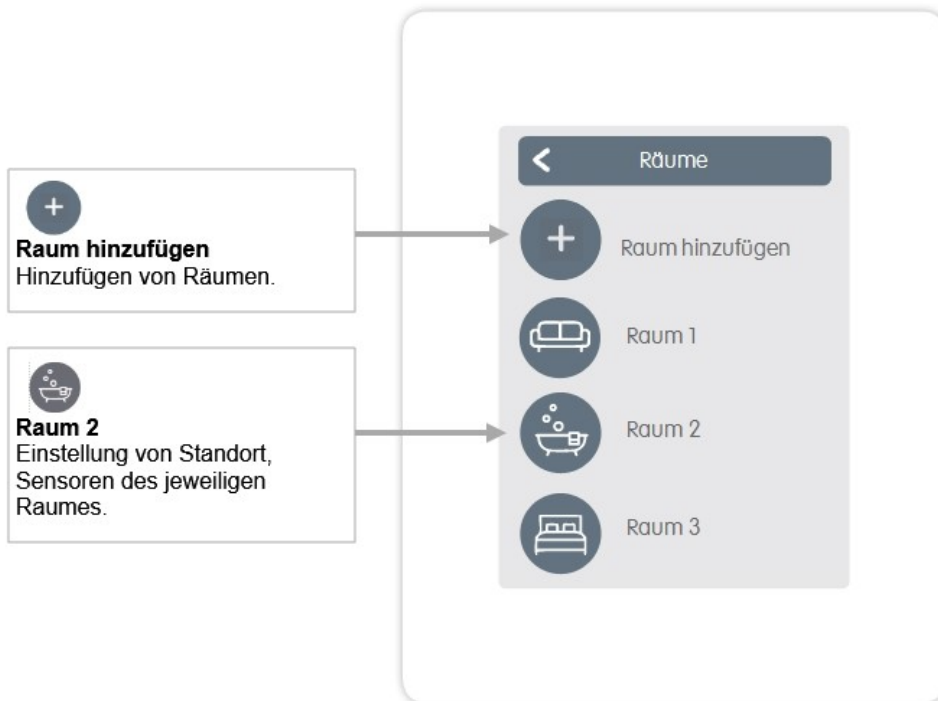 Raum hinzufügen
Hinzufügen von Räumen.
Raum 2
Einstellung von Standort,
Sensoren des jeweiligen
Raumes.
Räume
Raum hinzufügen
Raum 1
Raum 2
Raum 3